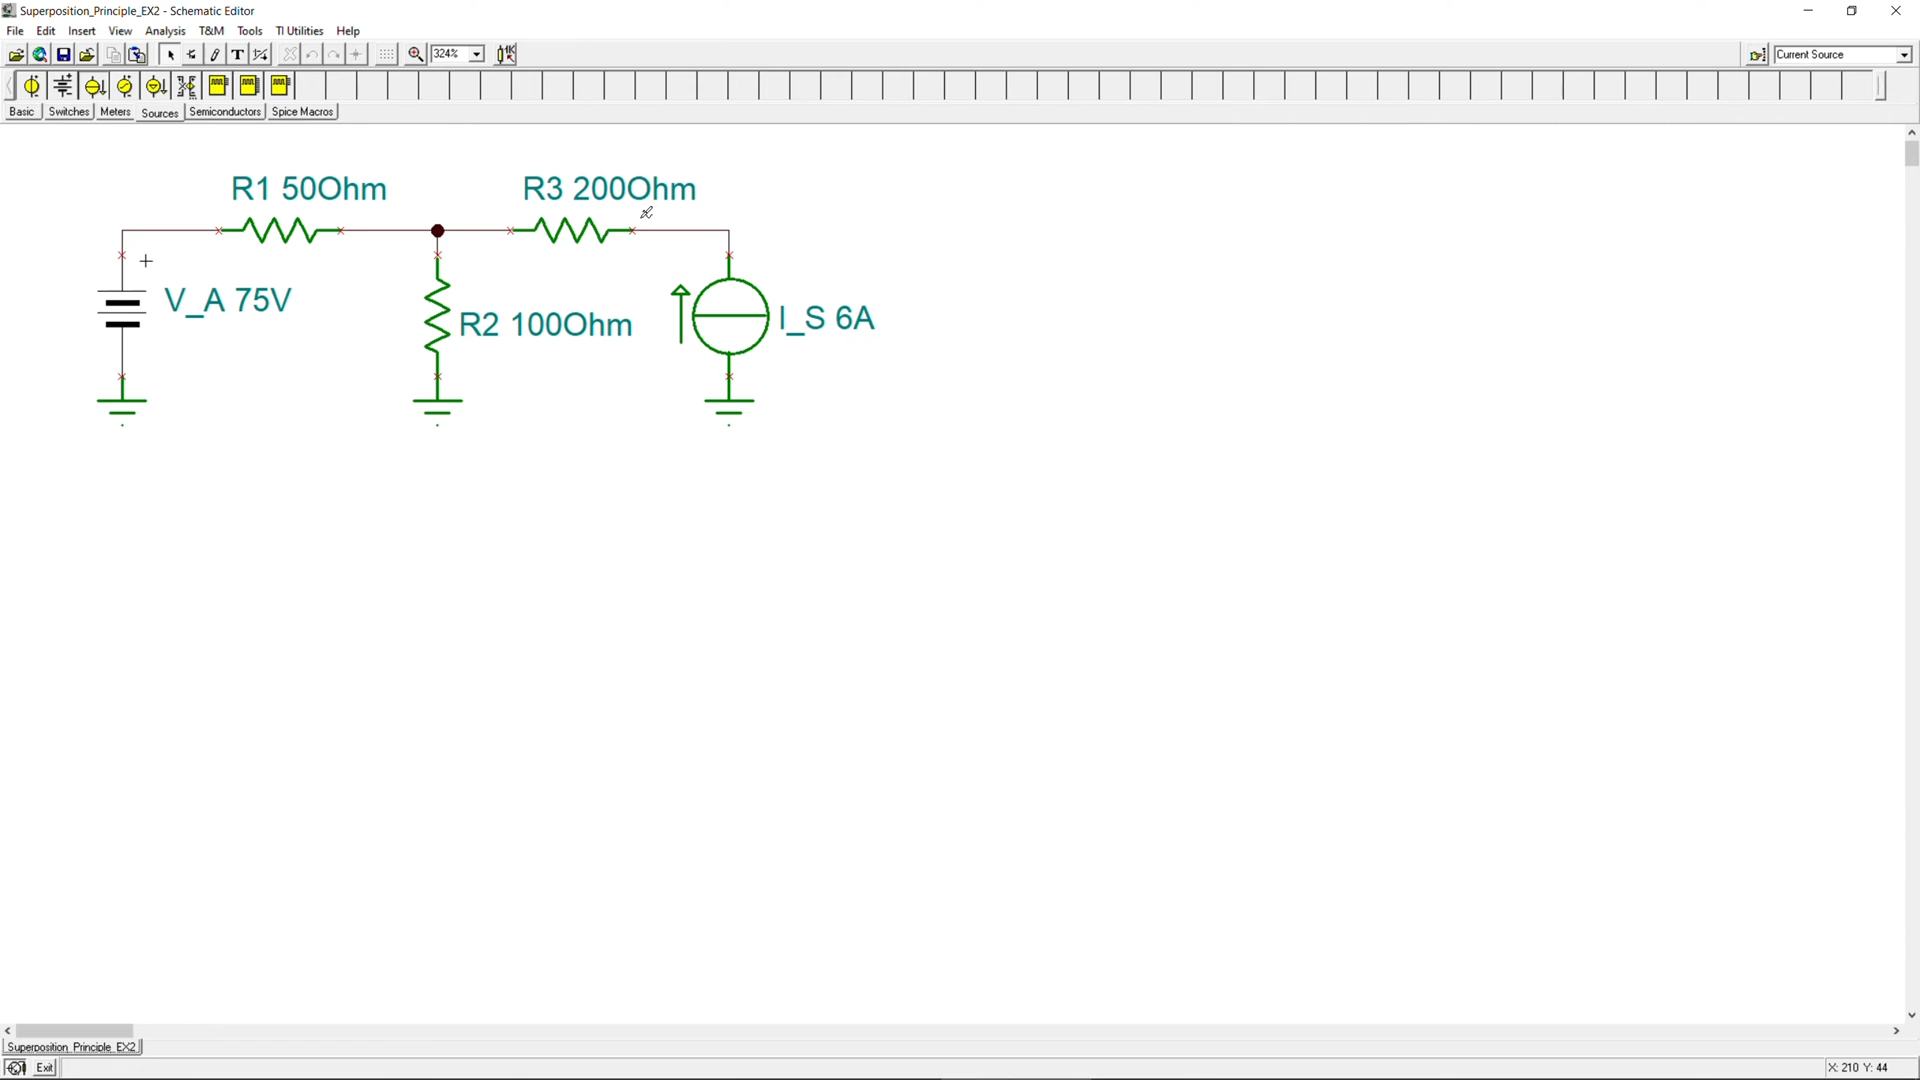 Superposition_Principle_EX2 - Schematic Editor
File Edit Insert View Analysis T&M Tools TI Utilities Help
324% 1K Current Source
Basic Switches Meters Sources Semiconductors Spice Macros
R1 50Ohm R3 200Ohm
V_A 75V R2 100Ohm I_S 6A
Superposition_Principle_EX2
Exit X: 210 Y: 44